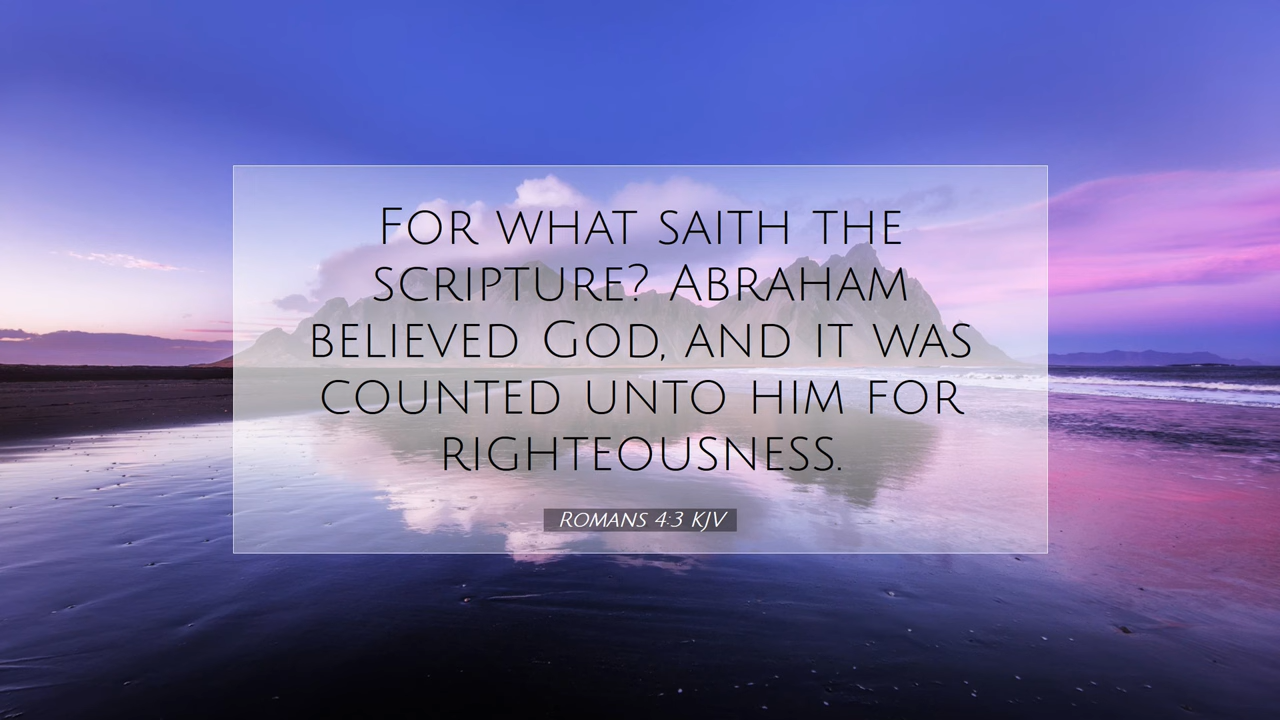 For what saith the
scripture? Abraham
believed God, and it was
counted unto him for
righteousness.
Romans 4:3 KJV